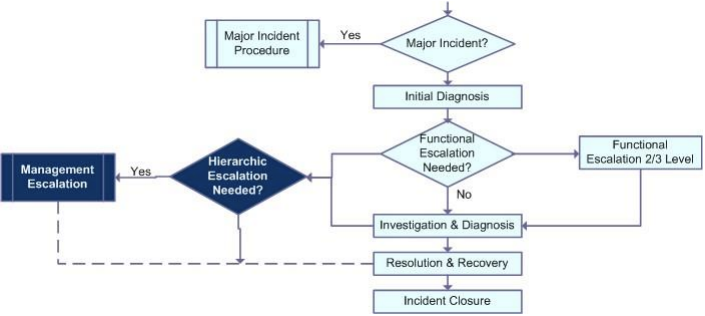 Major Incident
Procedure
Yes
Major Incident?
Initial Diagnosis
Functional
Escalation
Needed?
Functional
Escalation 2/3 Level
Hierarchic
Escalation
Needed?
Yes
Management
Escalation
No
Investigation & Diagnosis
Resolution & Recovery
Incident Closure